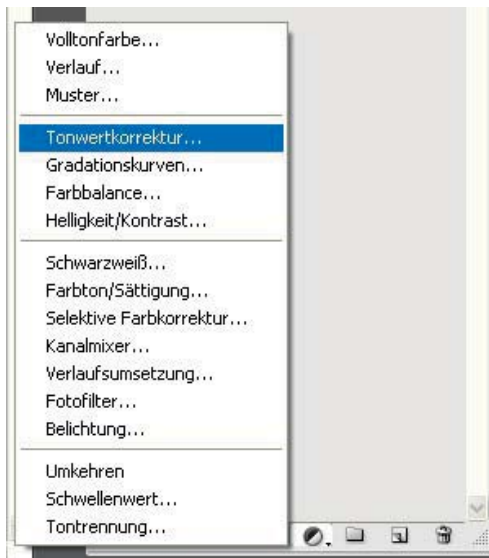 Volltonfarbe...
Verlauf...
Muster...
Tonwertkorrektur...
Gradationskurven...
Farbbalance...
Helligkeit/Kontrast...
Schwarzweiß...
Farbton/Sättigung...
Selektive Farbkorrektur...
Kanalmixer...
Verlaufsumsetzung...
Fotofilter...
Belichtung...
Umkehren
Schwellenwert...
Tontrennung...